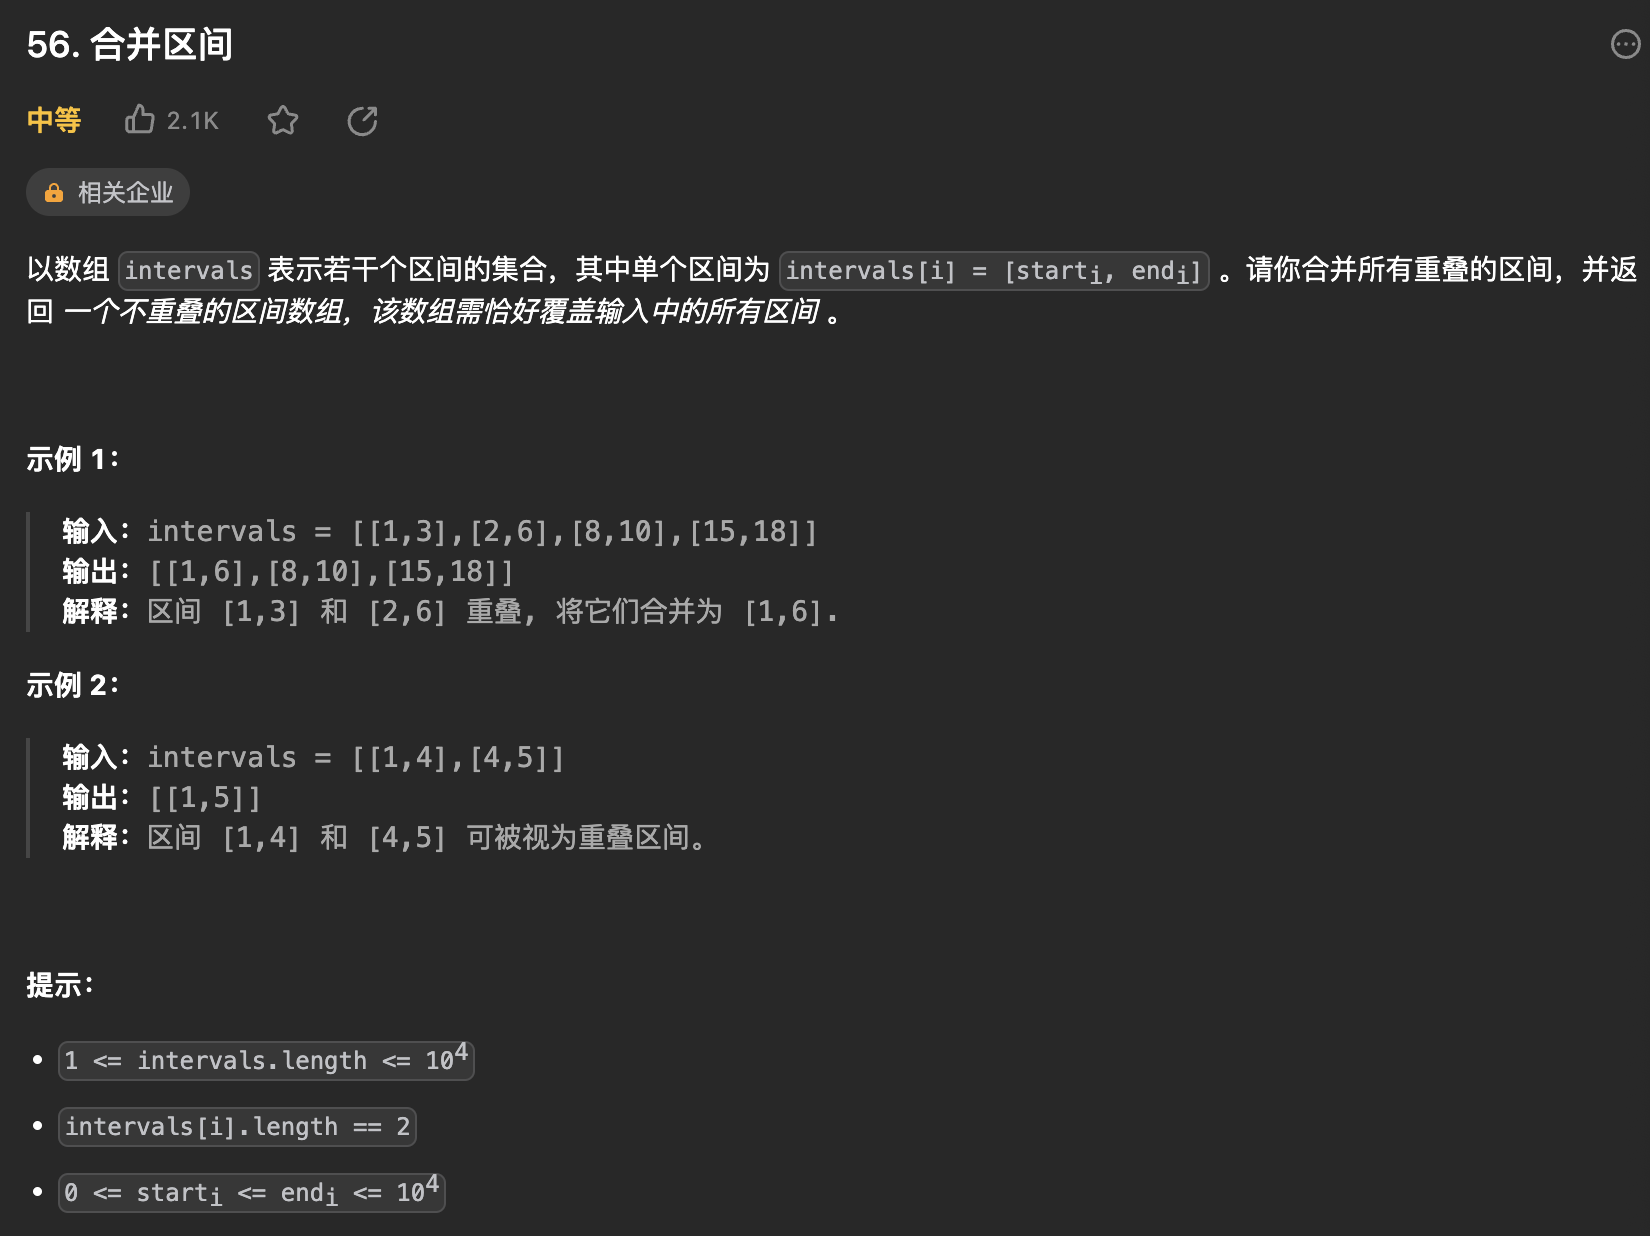 56. 合并区间
中等 2.1K
相关企业
以数组 intervals 表示若干个区间的集合，其中单个区间为 intervals[i] = [starti, endi] 。请你合并所有重叠的区间，并返
回 一个不重叠的区间数组，该数组需恰好覆盖输入中的所有区间 。
示例 1：
输入：intervals = [[1,3],[2,6],[8,10],[15,18]]
输出：[[1,6],[8,10],[15,18]]
解释：区间 [1,3] 和 [2,6] 重叠, 将它们合并为 [1,6].
示例 2：
输入：intervals = [[1,4],[4,5]]
输出：[[1,5]]
解释：区间 [1,4] 和 [4,5] 可被视为重叠区间。
提示：
• 1 <= intervals.length <= 10⁴
• intervals[i].length == 2
• 0 <= starti <= endi <= 10⁴